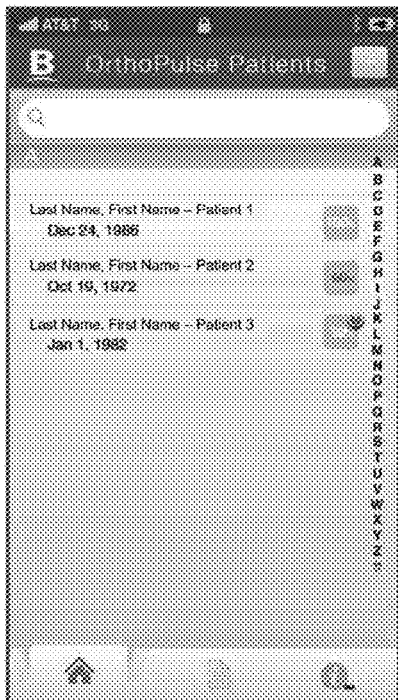 AT&T 3G
B OrthoPulse Patients
A
Last Name, First Name – Patient 1
Dec 24, 1986
Last Name, First Name – Patient 2
Oct 19, 1972
Last Name, First Name – Patient 3
Jan 1, 1982
A
B
C
D
E
F
G
H
I
J
K
L
M
N
O
P
Q
R
S
T
U
V
W
X
Y
Z